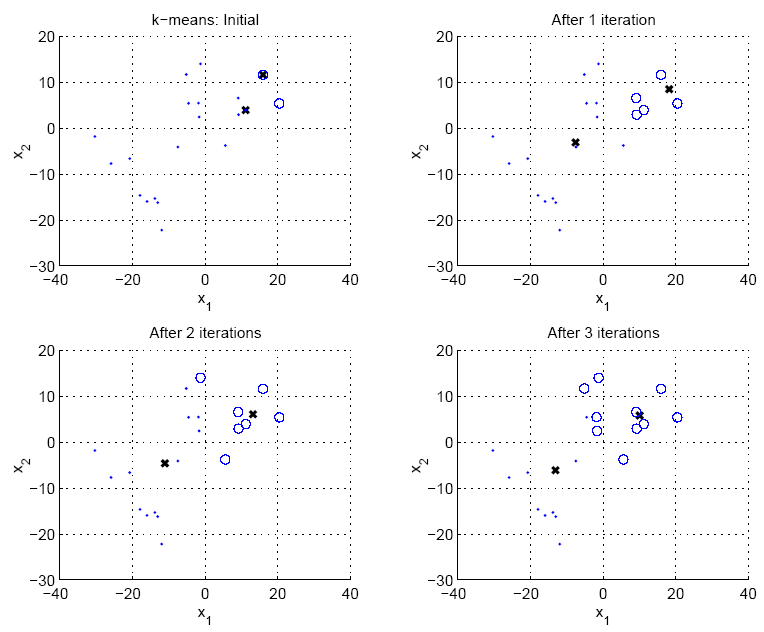 k−means: Initial
20
10
0
−10
−20
−30
−40 −20 0 20 40
x2
x1
After 1 iteration
20
10
0
−10
−20
−30
−40 −20 0 20 40
x2
x1
After 2 iterations
20
10
0
−10
−20
−30
−40 −20 0 20 40
x2
x1
After 3 iterations
20
10
0
−10
−20
−30
−40 −20 0 20 40
x2
x1